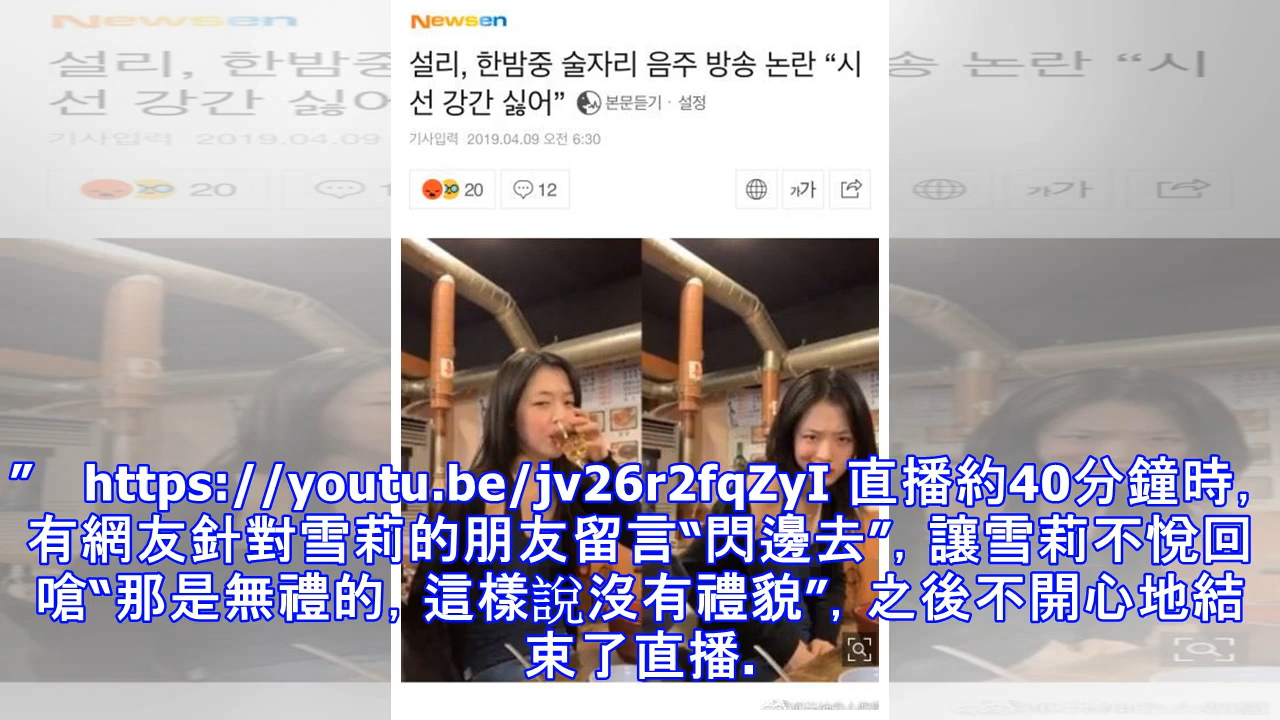 Newsen
설리, 한밤중 술자리 음주 방송 논란 “시
선 강간 싫어” 본문듣기 · 설정
기사입력 2019.04.09 오전 6:30
20 12 가가
” https://youtu.be/jv26r2fqZyI 直播約40分鐘時,
有網友針對雪莉的朋友留言“閃邊去”, 讓雪莉不悅回
嗆“那是無禮的, 這樣說沒有禮貌”, 之後不開心地結
束了直播.